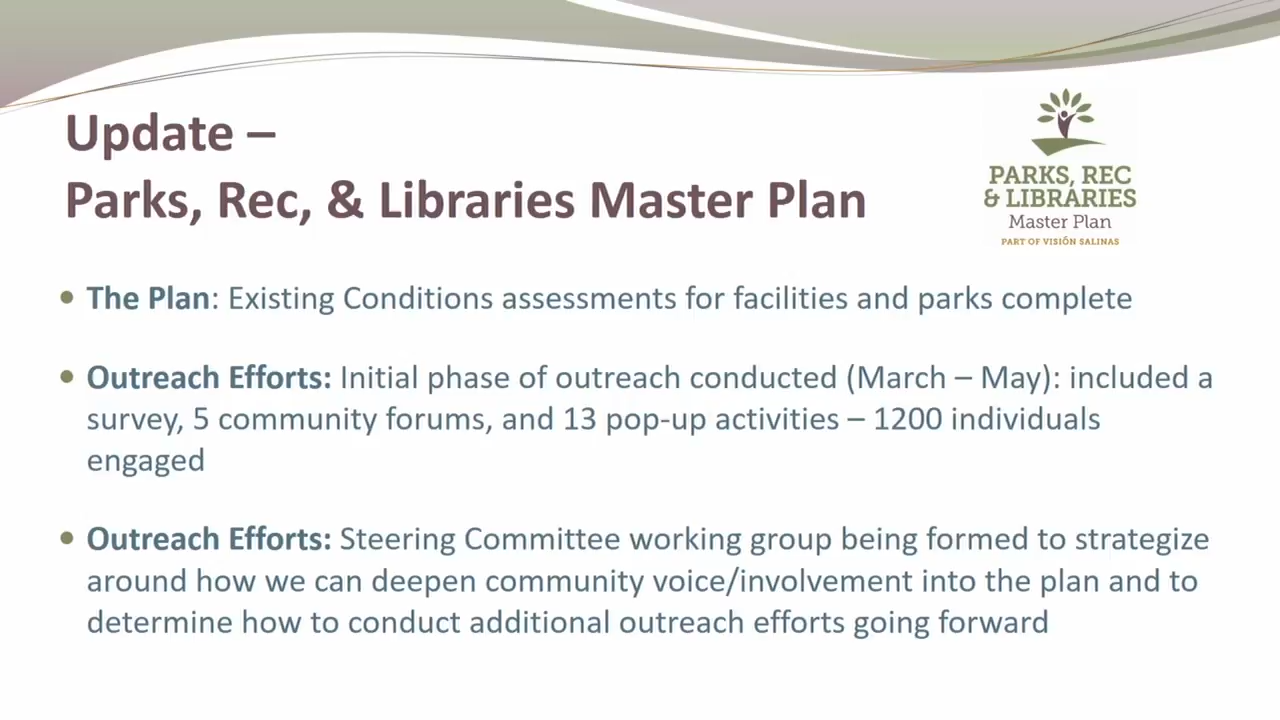 Update –
Parks, Rec, & Libraries Master Plan
PARKS, REC
& LIBRARIES
Master Plan
PART OF VISIÓN SALINAS
• The Plan: Existing Conditions assessments for facilities and parks complete
• Outreach Efforts: Initial phase of outreach conducted (March – May): included a
survey, 5 community forums, and 13 pop-up activities – 1200 individuals
engaged
• Outreach Efforts: Steering Committee working group being formed to strategize
around how we can deepen community voice/involvement into the plan and to
determine how to conduct additional outreach efforts going forward